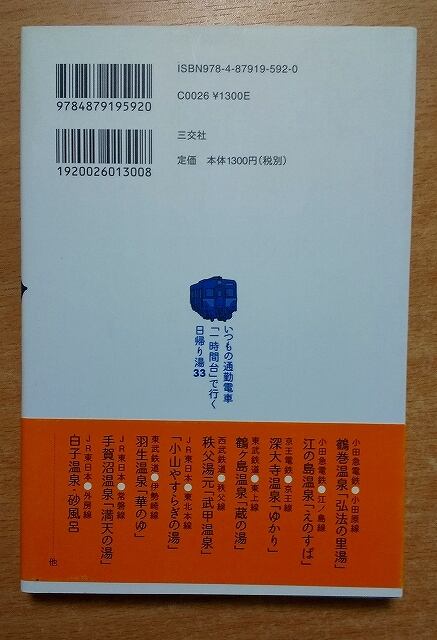 ISBN978-4-87919-592-0
C0026 ¥1300E
9784879195920
三交社
定価 本体1300円(税別)
1920026013008
いつもの通勤電車
「一時間台」で行く
日帰り湯33
小田急電鉄●小田原線
鶴巻温泉「弘法の里湯」
小田急電鉄●江ノ島線
江の島温泉「えのすぱ」
京王電鉄●京王線
深大寺温泉「ゆかり」
東武鉄道●東上線
鶴ヶ島温泉「蔵の湯」
西武鉄道●秩父線
秩父湯元「武甲温泉」
JR東日本●東北本線
「小山やすらぎの湯」
東武鉄道●伊勢崎線
羽生温泉「華のゆ」
JR東日本●常磐線
手賀沼温泉「満天の湯」
JR東日本●外房線
白子温泉・砂風呂
他